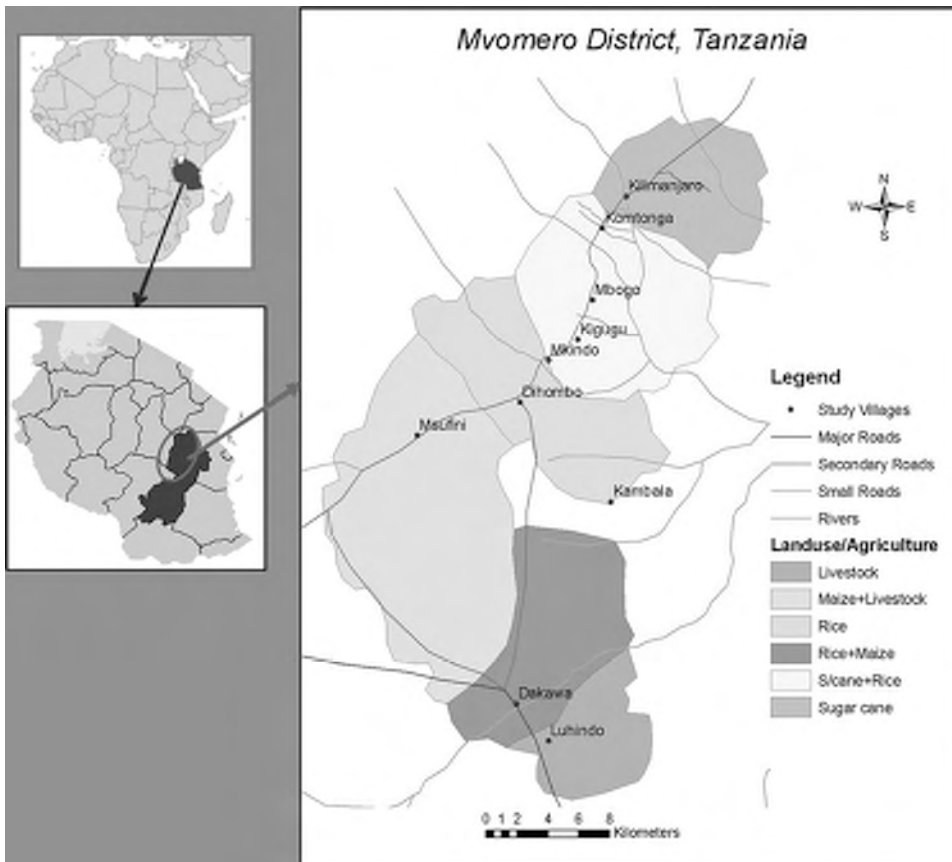 Mvomero District, Tanzania
Kilimanjaro
Komtonga
Mbogo
Kigugu
Mkindo
Dihombo
Msufini
Kambala
Dakawa
Luhindo
N
W
E
S
Legend
Study Villages
Major Roads
Secondary Roads
Small Roads
Rivers
Landuse/Agriculture
Livestock
Maize+Livestock
Rice
Rice+Maize
S/cane+Rice
Sugar cane
0 1 2 4 6 8
Kilometers